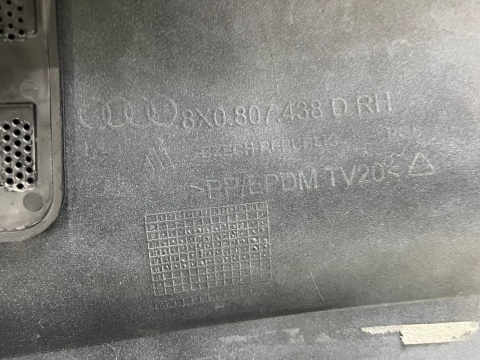 8X0.807.438 D RH
CZECH REPUBLIC
>PP/EPDM TV20<